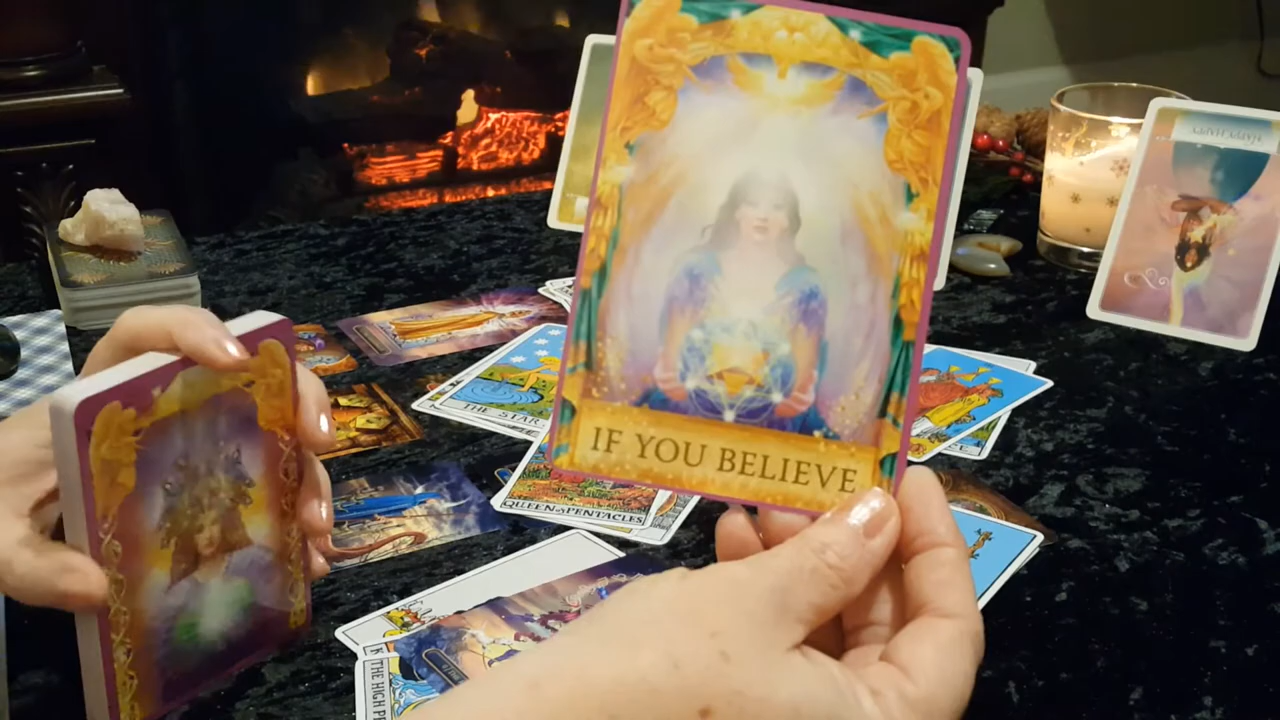 IF YOU BELIEVE
THE STAR
QUEEN of PENTACLES
THE HIGH PR